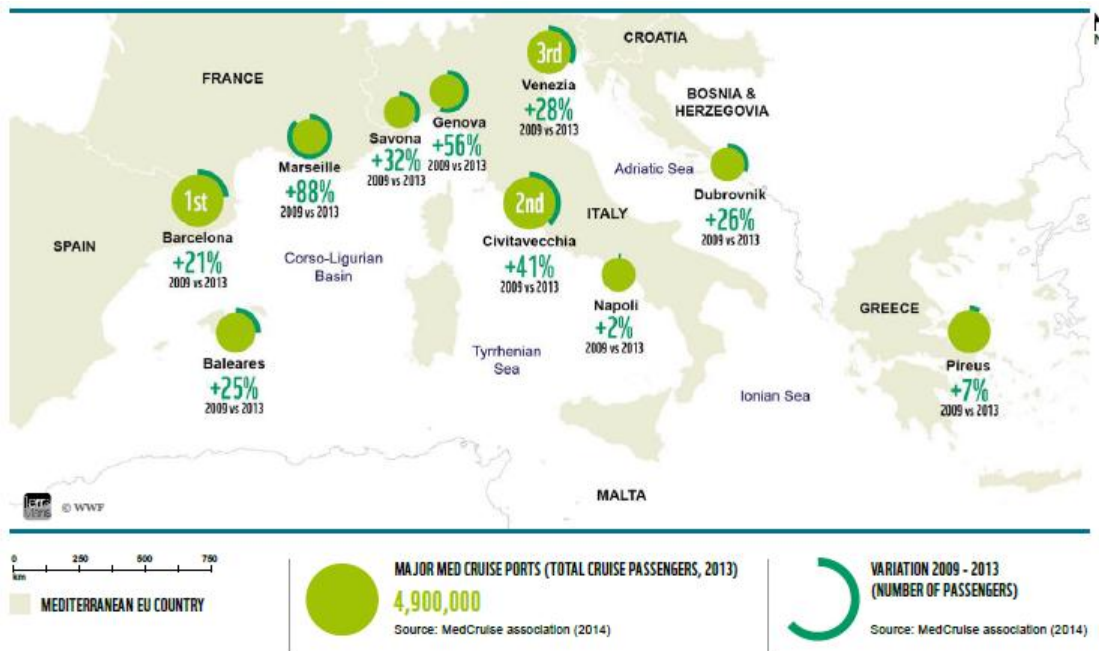 N
FRANCE
CROATIA
3rd
Venezia
+28%
2009 vs 2013
BOSNIA &
HERZEGOVIA
Genova
+56%
2009 vs 2013
Savona
+32%
2009 vs 2013
Marseille
+88%
2009 vs 2013
Adriatic Sea
Dubrovnik
+26%
2009 vs 2013
1st
Barcelona
+21%
2009 vs 2013
SPAIN
Corso-Ligurian
Basin
2nd
Civitavecchia
+41%
2009 vs 2013
ITALY
Napoli
+2%
2009 vs 2013
GREECE
Pireus
+7%
2009 vs 2013
Baleares
+25%
2009 vs 2013
Tyrrhenian
Sea
Ionian Sea
MALTA
© WWF
0 250 500 750
km
MEDITERRANEAN EU COUNTRY
MAJOR MED CRUISE PORTS (TOTAL CRUISE PASSENGERS, 2013)
4,900,000
Source: MedCruise association (2014)
VARIATION 2009 - 2013
(NUMBER OF PASSENGERS)
Source: MedCruise association (2014)